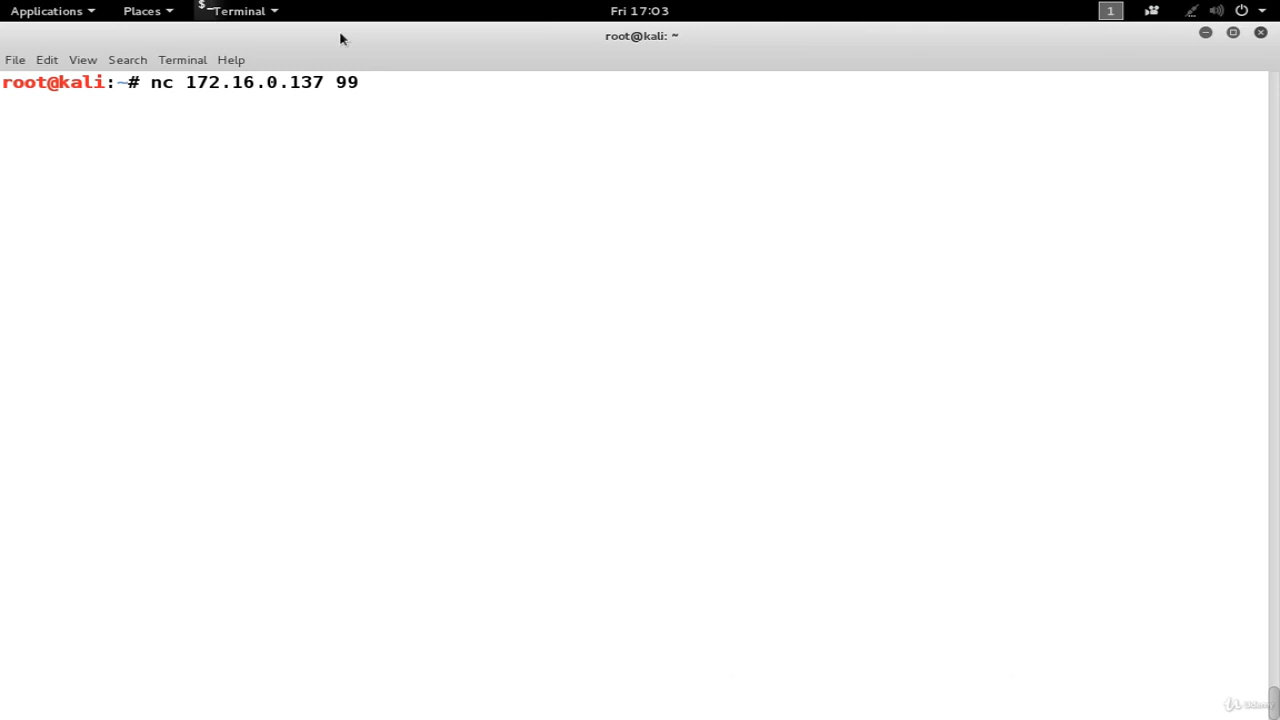 Applications Places Terminal Fri 17:03 1
root@kali: ~
File Edit View Search Terminal Help
root@kali:~# nc 172.16.0.137 99
Udemy